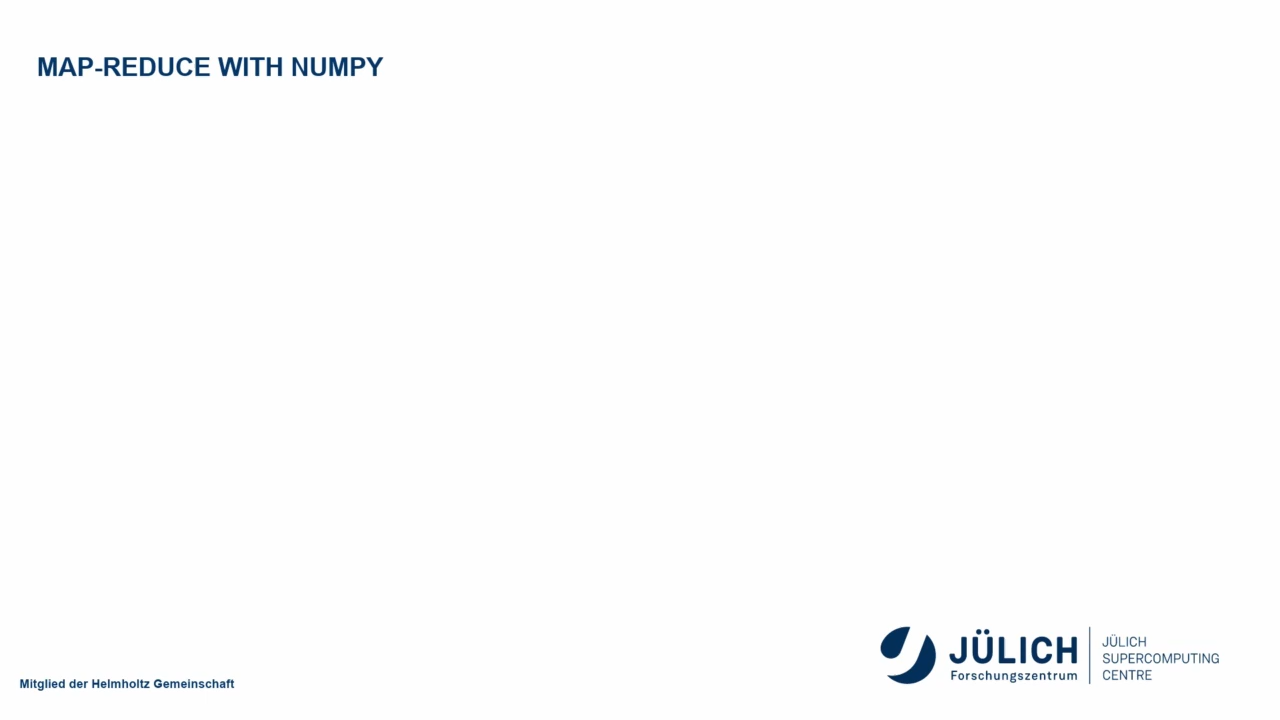 MAP-REDUCE WITH NUMPY
JÜLICH
Forschungszentrum
JÜLICH
SUPERCOMPUTING
CENTRE
Mitglied der Helmholtz Gemeinschaft